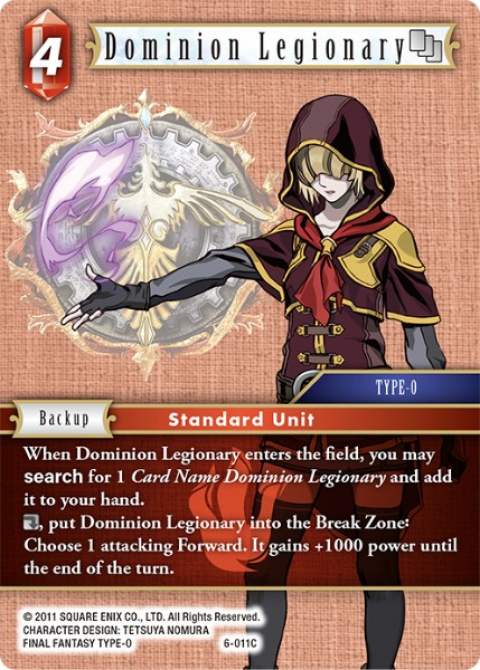 4
Dominion Legionary
TYPE-0
Backup
Standard Unit
When Dominion Legionary enters the field, you may
search for 1 Card Name Dominion Legionary and add
it to your hand.
, put Dominion Legionary into the Break Zone:
Choose 1 attacking Forward. It gains +1000 power until
the end of the turn.
© 2011 SQUARE ENIX CO., LTD. All Rights Reserved.
CHARACTER DESIGN: TETSUYA NOMURA
FINAL FANTASY TYPE-0
6-011C